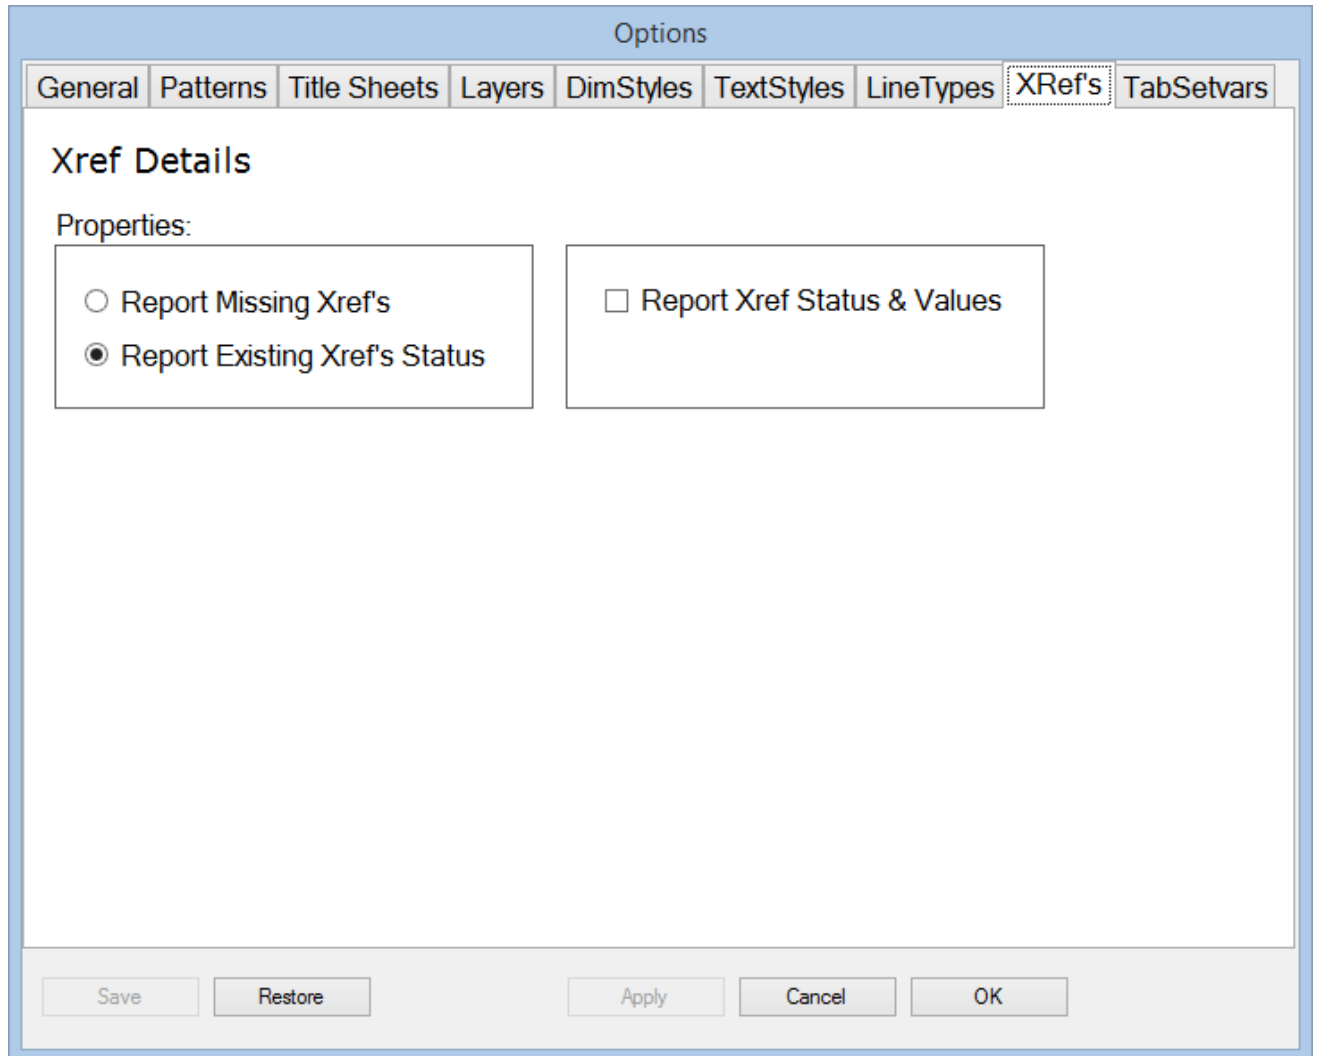 Options
General Patterns Title Sheets Layers DimStyles TextStyles LineTypes XRef's TabSetvars
Xref Details
Properties:
Report Missing Xref's
Report Existing Xref's Status
Report Xref Status & Values
Save Restore Apply Cancel OK